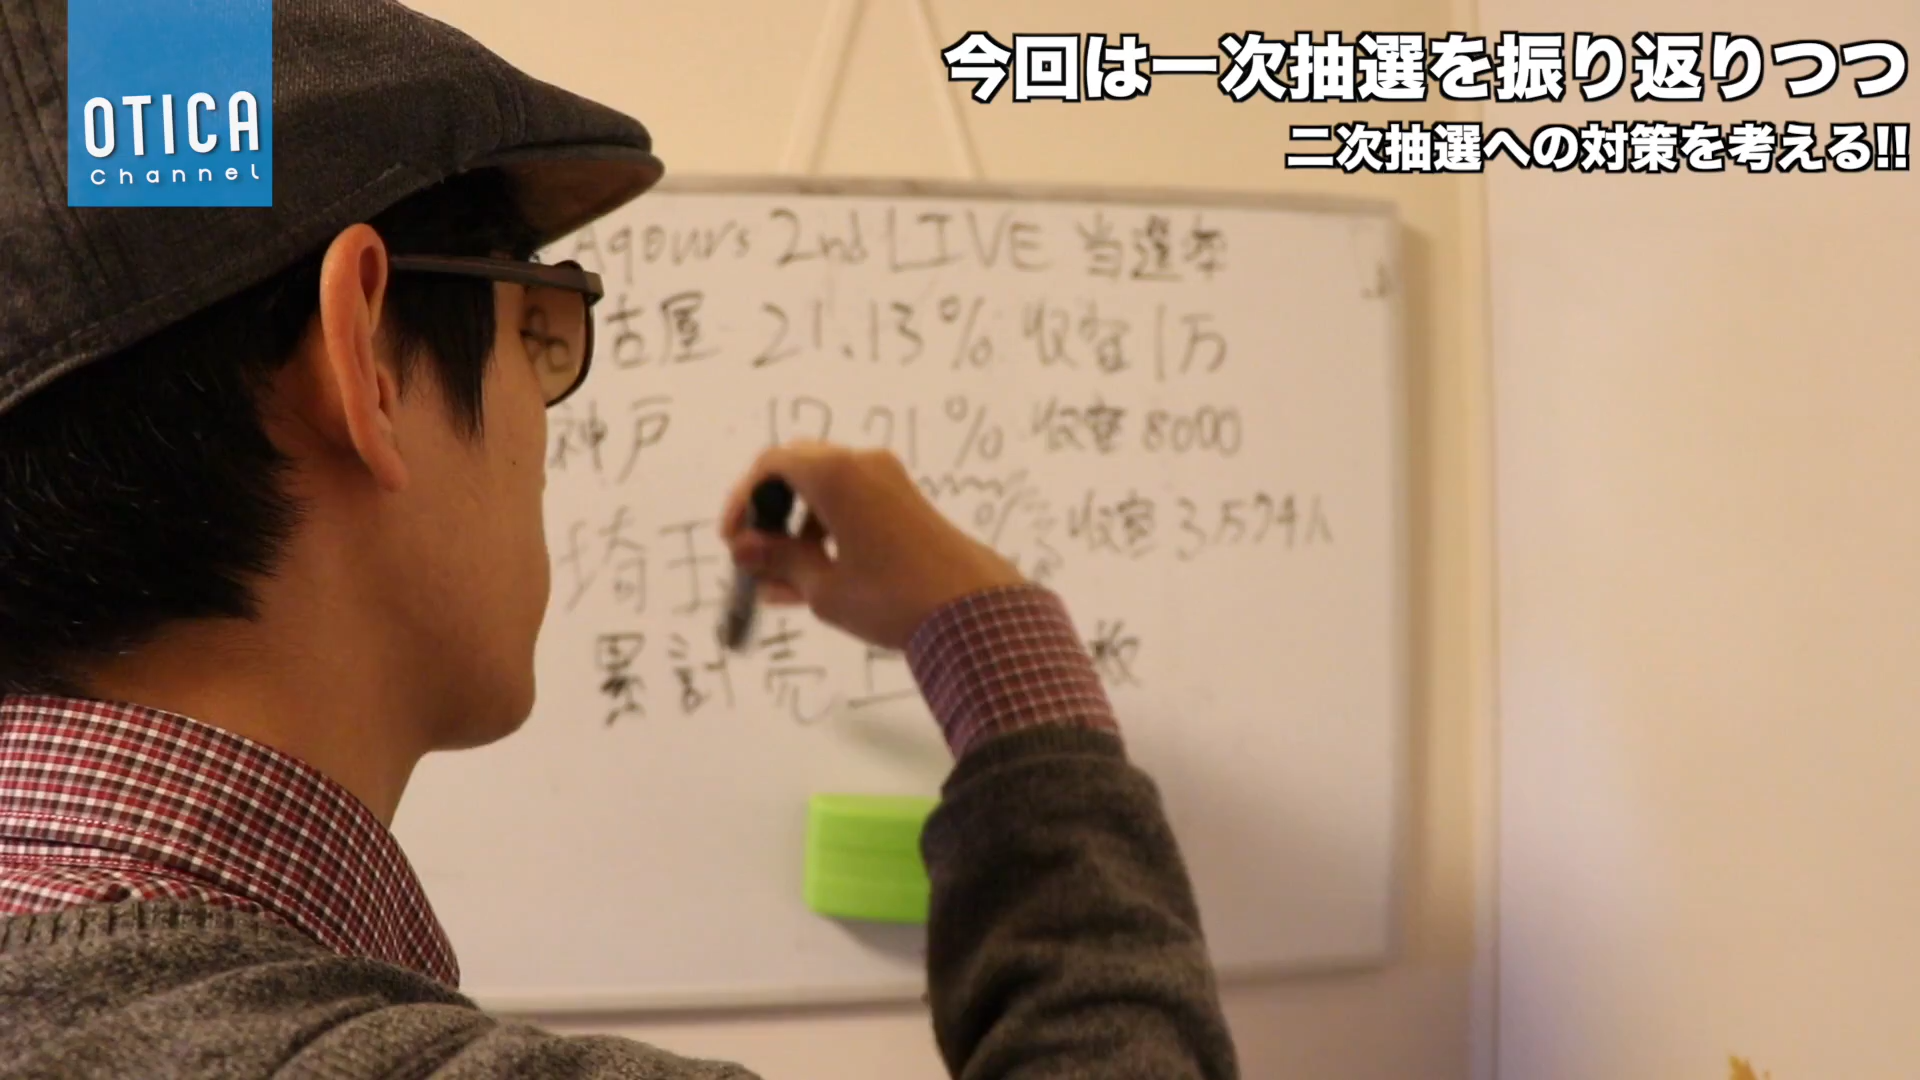 OTICA
Channel
今回は一次抽選を振り返りつつ
二次抽選への対策を考える!!
Aqours 2nd LIVE 当選率
古屋 21.13% 収容1万
神戸 17.21% 収容8000
埼玉 % 収容3万574人
累計売上 枚